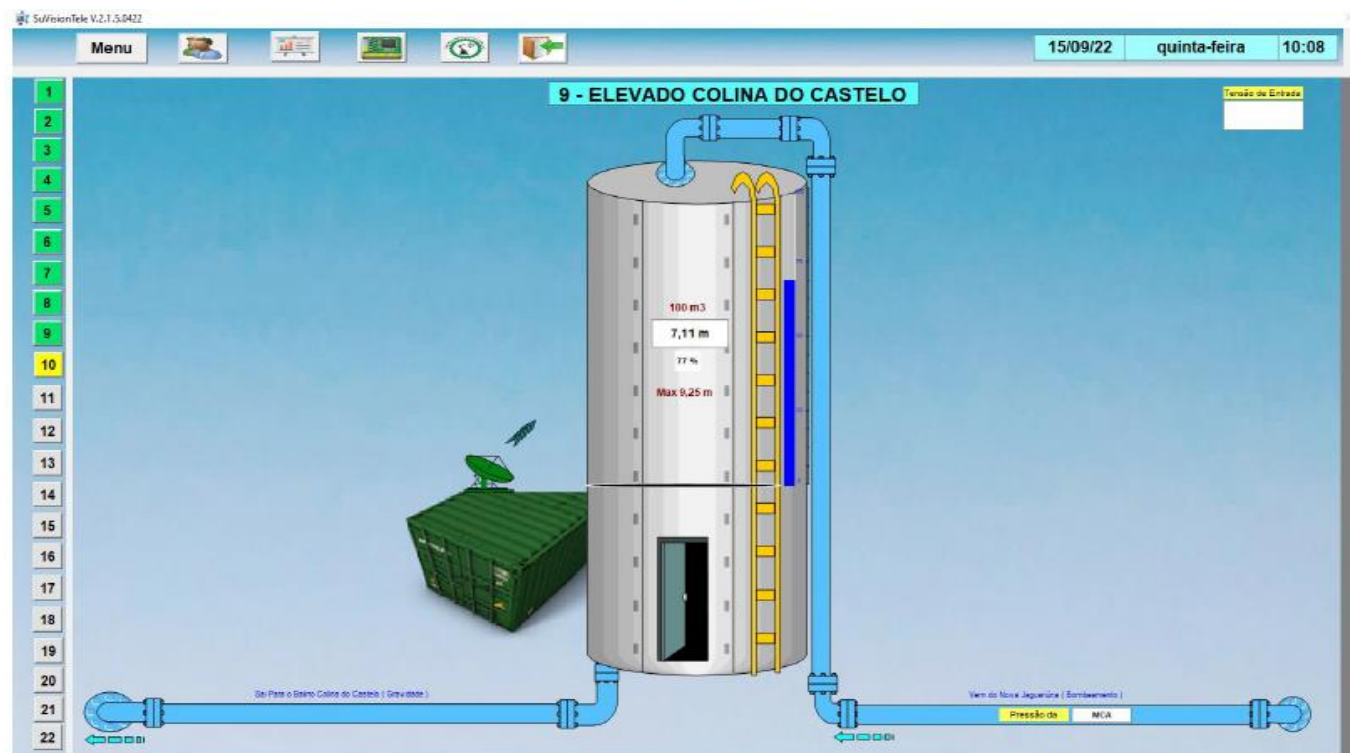 SuVisionTele V.2.1.5.0422
Menu
15/09/22
quinta-feira
10:08
9 - ELEVADO COLINA DO CASTELO
Tensão de Entrada
1
2
3
4
5
6
7
8
9
10
11
12
13
14
15
16
17
18
19
20
21
22
100 m3
7,11 m
77 %
Max 9,25 m
Sai Para o Bairro Colina do Castelo ( Gravidade )
Vem do Nova Jaguariúna ( Bombeamento )
Pressão da
MCA